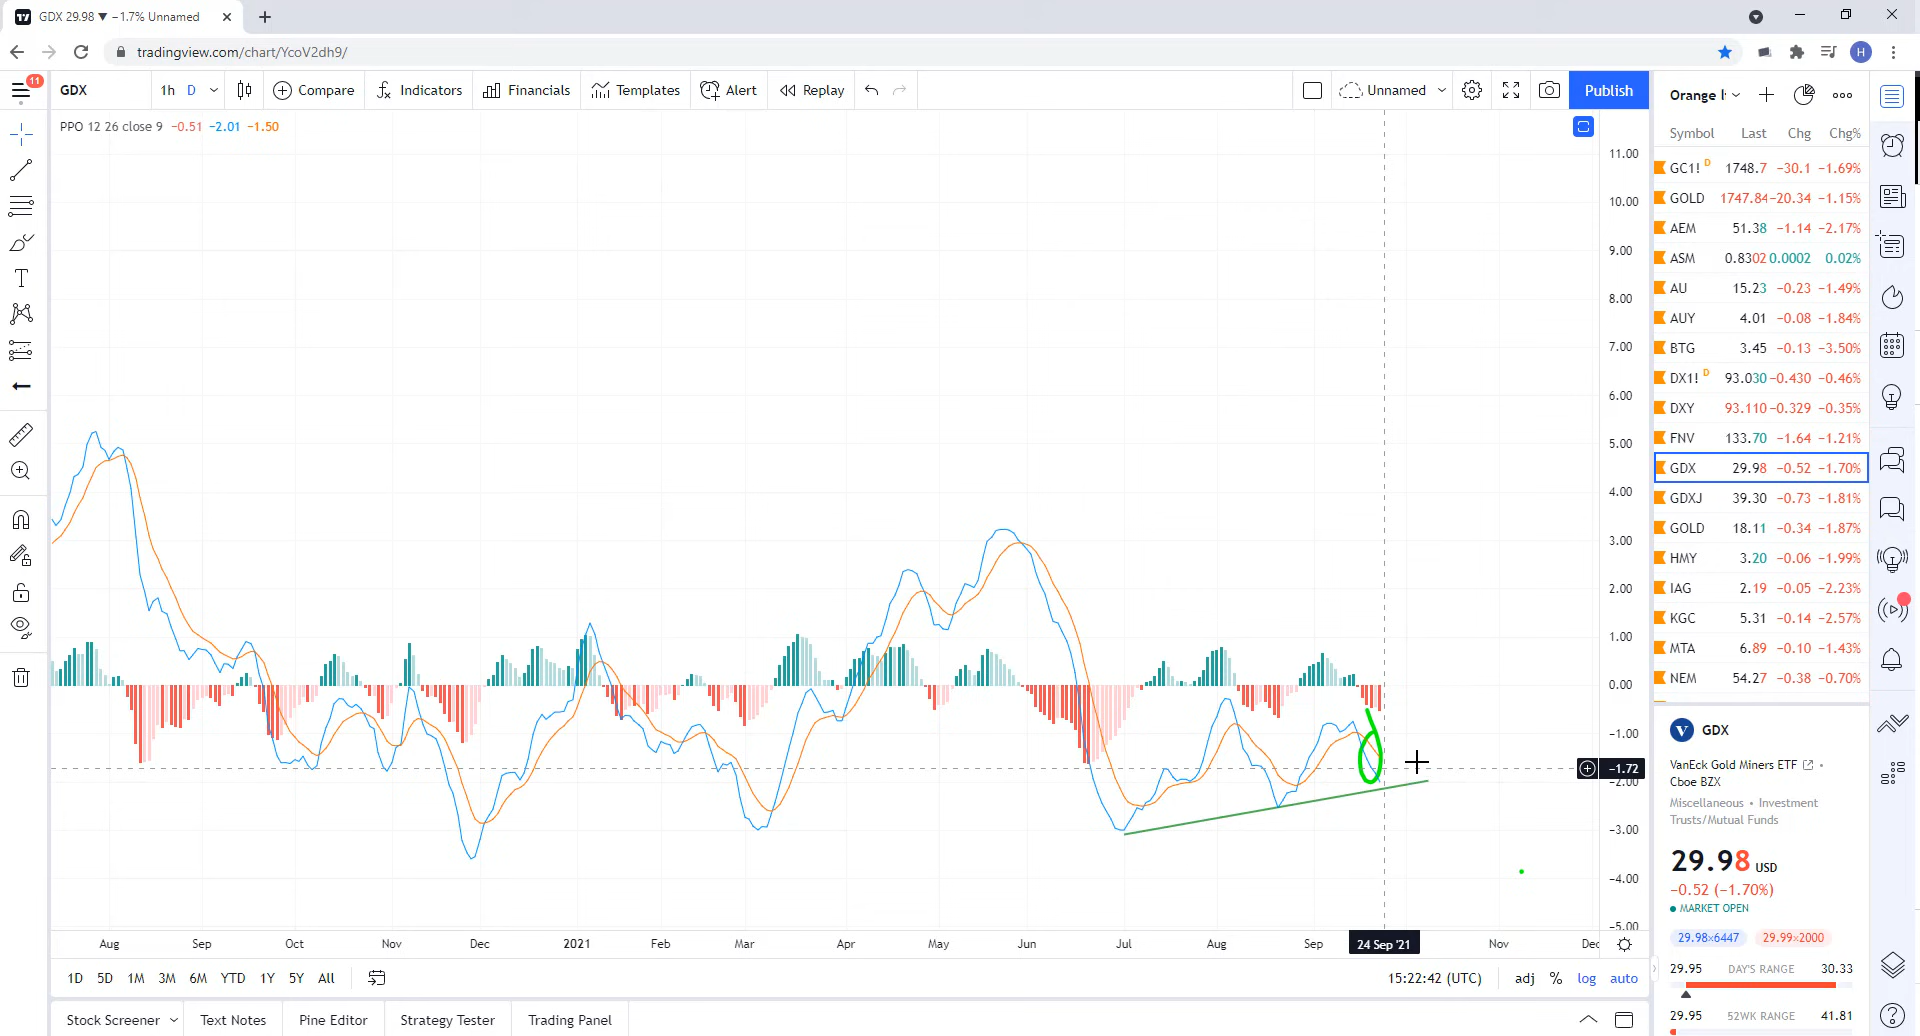 GDX 29.98 ▼ −1.7% Unnamed
tradingview.com/chart/YcoV2dh9/
H
11
GDX 1h D Compare Indicators Financials Templates Alert Replay Unnamed Publish
PPO 12 26 close 9 −0.51 −2.01 −1.50
11.00
10.00
9.00
8.00
7.00
6.00
5.00
4.00
3.00
2.00
1.00
0.00
−1.00
−1.72
−2.00
−3.00
−4.00
−5.00
Aug Sep Oct Nov Dec 2021 Feb Mar Apr May Jun Jul Aug Sep 24 Sep '21 Nov Dec
1D 5D 1M 3M 6M YTD 1Y 5Y All 15:22:42 (UTC) adj % log auto
Stock Screener Text Notes Pine Editor Strategy Tester Trading Panel
Symbol Last Chg Chg%
GC1! D 1748.7 −30.1 −1.69%
GOLD 1747.84 −20.34 −1.15%
AEM 51.38 −1.14 −2.17%
ASM 0.8302 0.0002 0.02%
AU 15.23 −0.23 −1.49%
AUY 4.01 −0.08 −1.84%
BTG 3.45 −0.13 −3.50%
DX1! D 93.030 −0.430 −0.46%
DXY 93.110 −0.329 −0.35%
FNV 133.70 −1.64 −1.21%
GDX 29.98 −0.52 −1.70%
GDXJ 39.30 −0.73 −1.81%
GOLD 18.11 −0.34 −1.87%
HMY 3.20 −0.06 −1.99%
IAG 2.19 −0.05 −2.23%
KGC 5.31 −0.14 −2.57%
MTA 6.89 −0.10 −1.43%
NEM 54.27 −0.38 −0.70%
V GDX
VanEck Gold Miners ETF •
Cboe BZX
Miscellaneous • Investment
Trusts/Mutual Funds
29.98 USD
−0.52 (−1.70%)
• MARKET OPEN
29.98×6447 29.99×2000
29.95 DAY'S RANGE 30.33
29.95 52WK RANGE 41.81